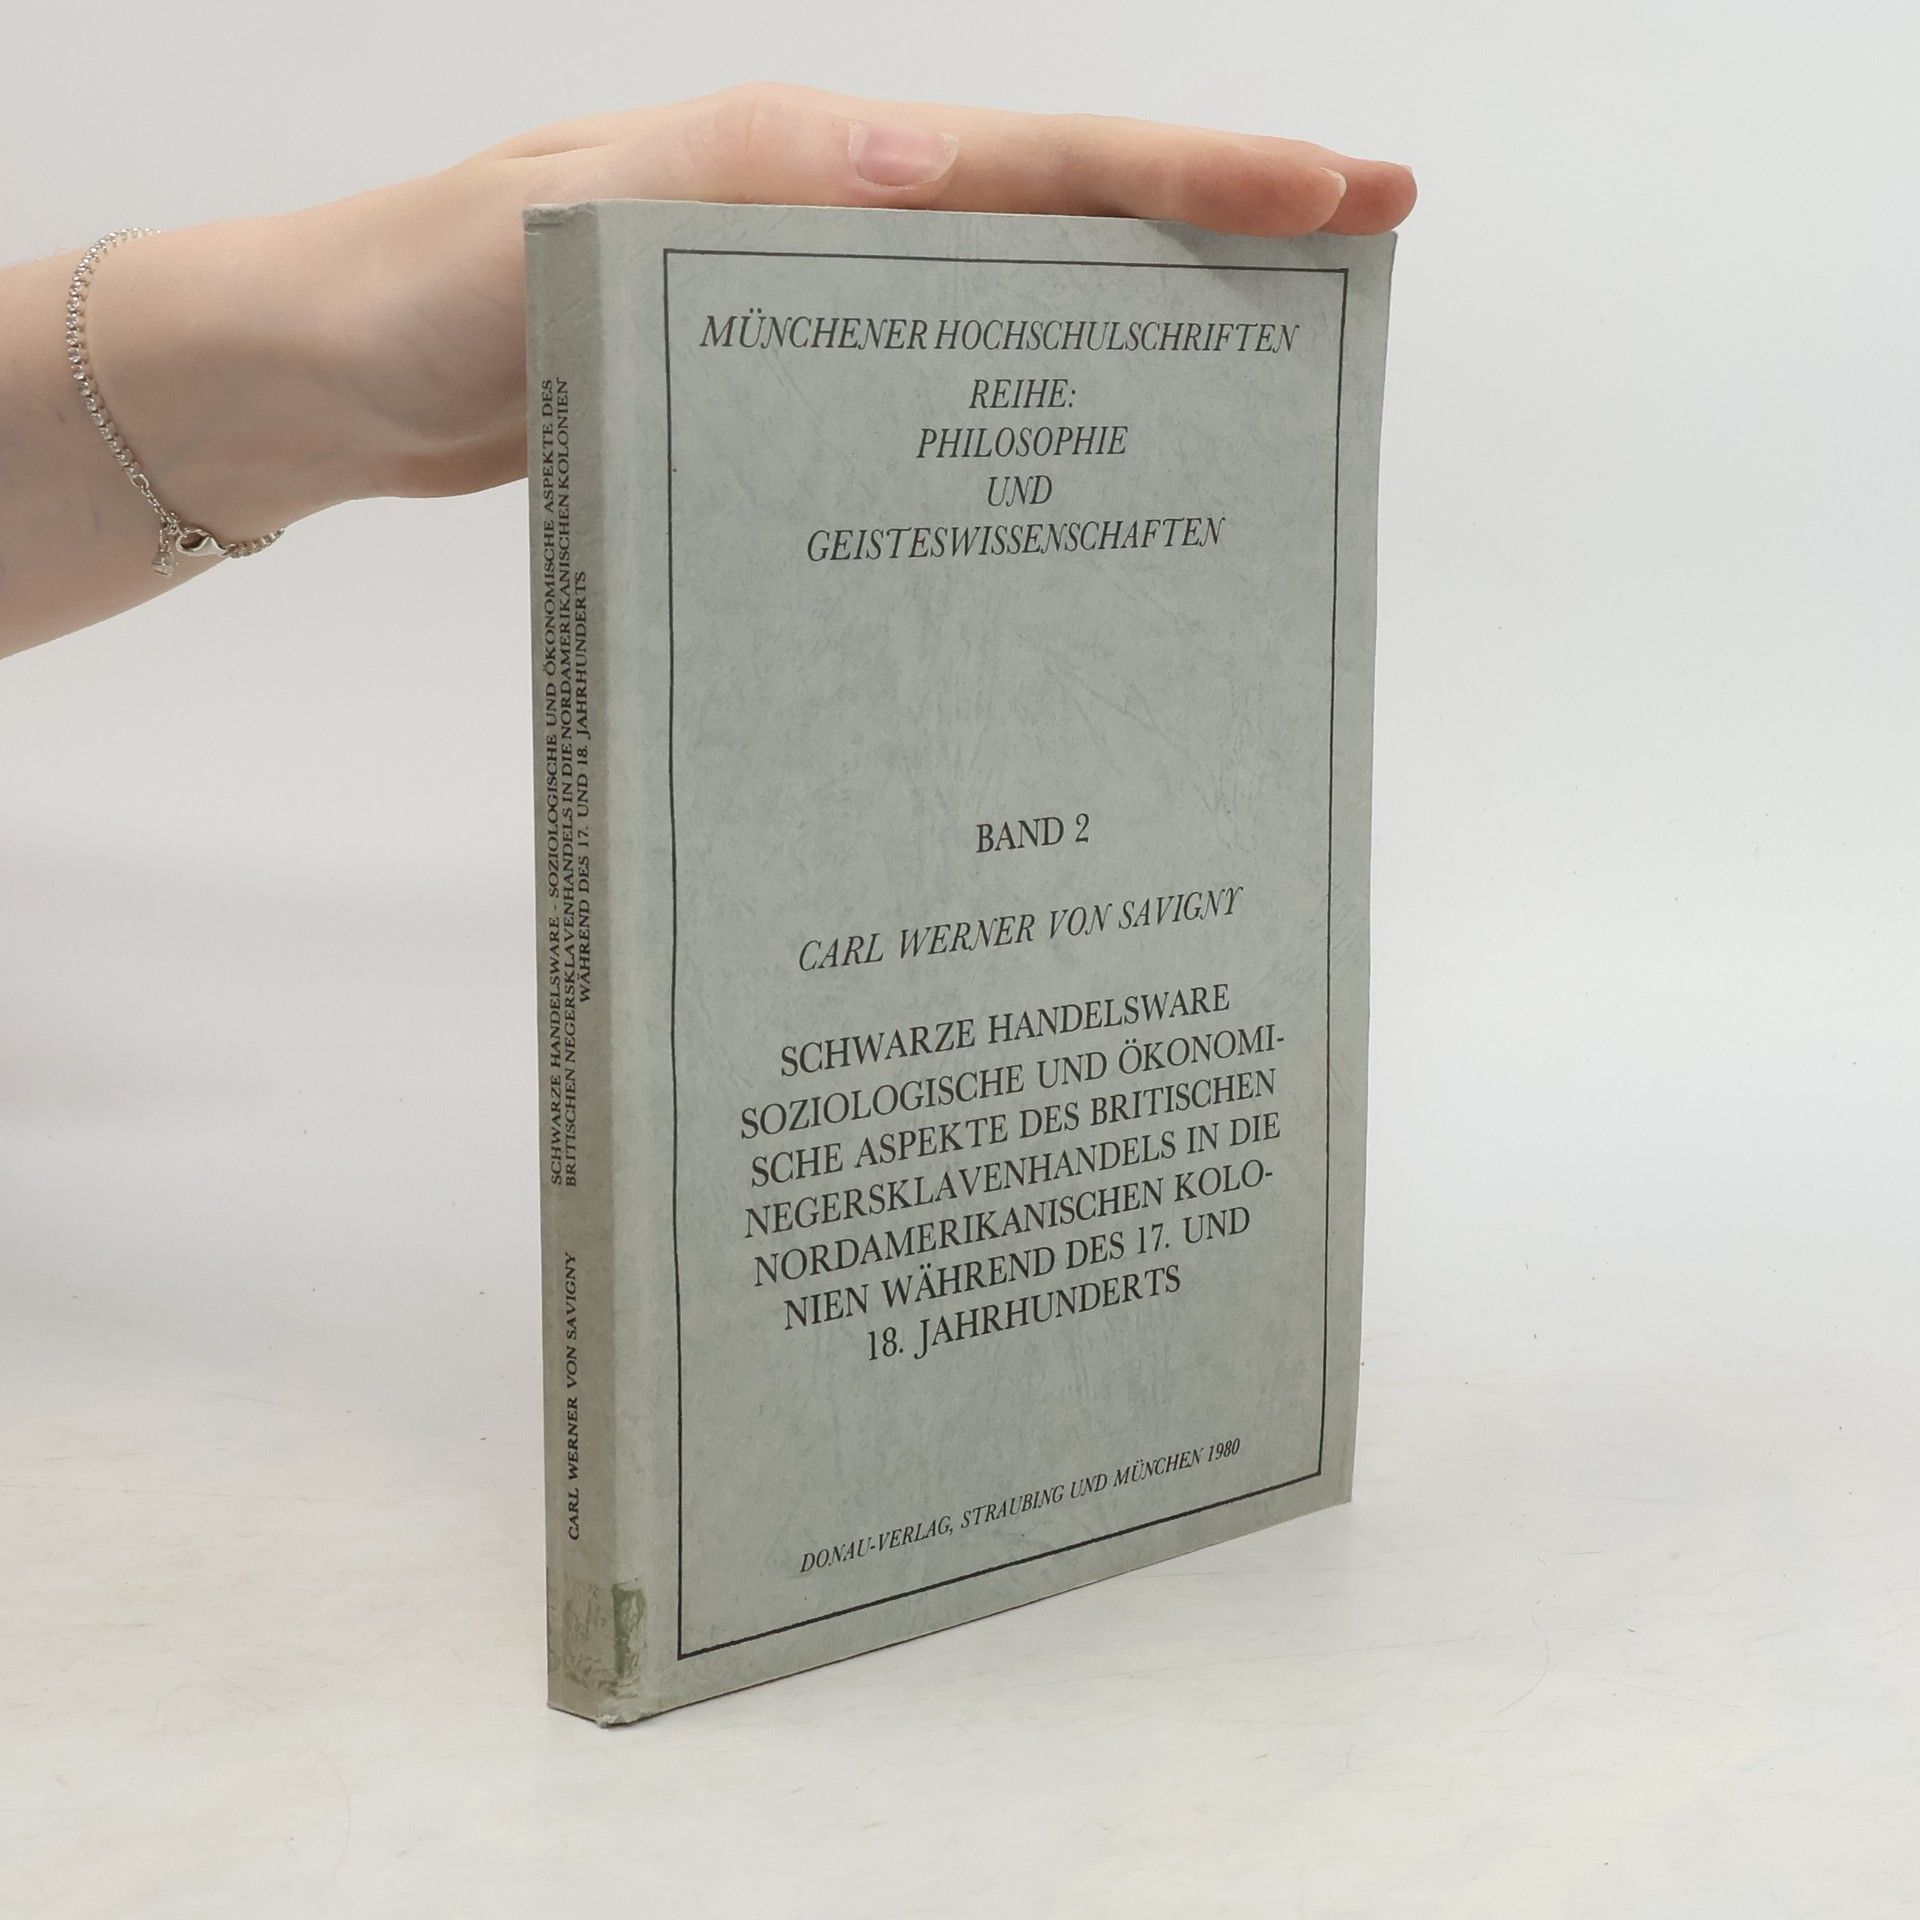 MÜNCHENER HOCHSCHULSCHRIFTEN
REIHE:
PHILOSOPHIE
UND
GEISTESWISSENSCHAFTEN
BAND 2
CARL WERNER VON SAVIGNY
SCHWARZE HANDELSWARE
SOZIOLOGISCHE UND ÖKONOMI-
SCHE ASPEKTE DES BRITISCHEN
NEGERSKLAVENHANDELS IN DIE
NORDAMERIKANISCHEN KOLO-
NIEN WÄHREND DES 17. UND
18. JAHRHUNDERTS
DONAU-VERLAG, STRAUBING UND MÜNCHEN 1980
CARL WERNER VON SAVIGNY
SCHWARZE HANDELSWARE - SOZIOLOGISCHE UND ÖKONOMISCHE ASPEKTE DES
BRITISCHEN NEGERSKLAVENHANDELS IN DIE NORDAMERIKANISCHEN KOLONIEN
WÄHREND DES 17. UND 18. JAHRHUNDERTS